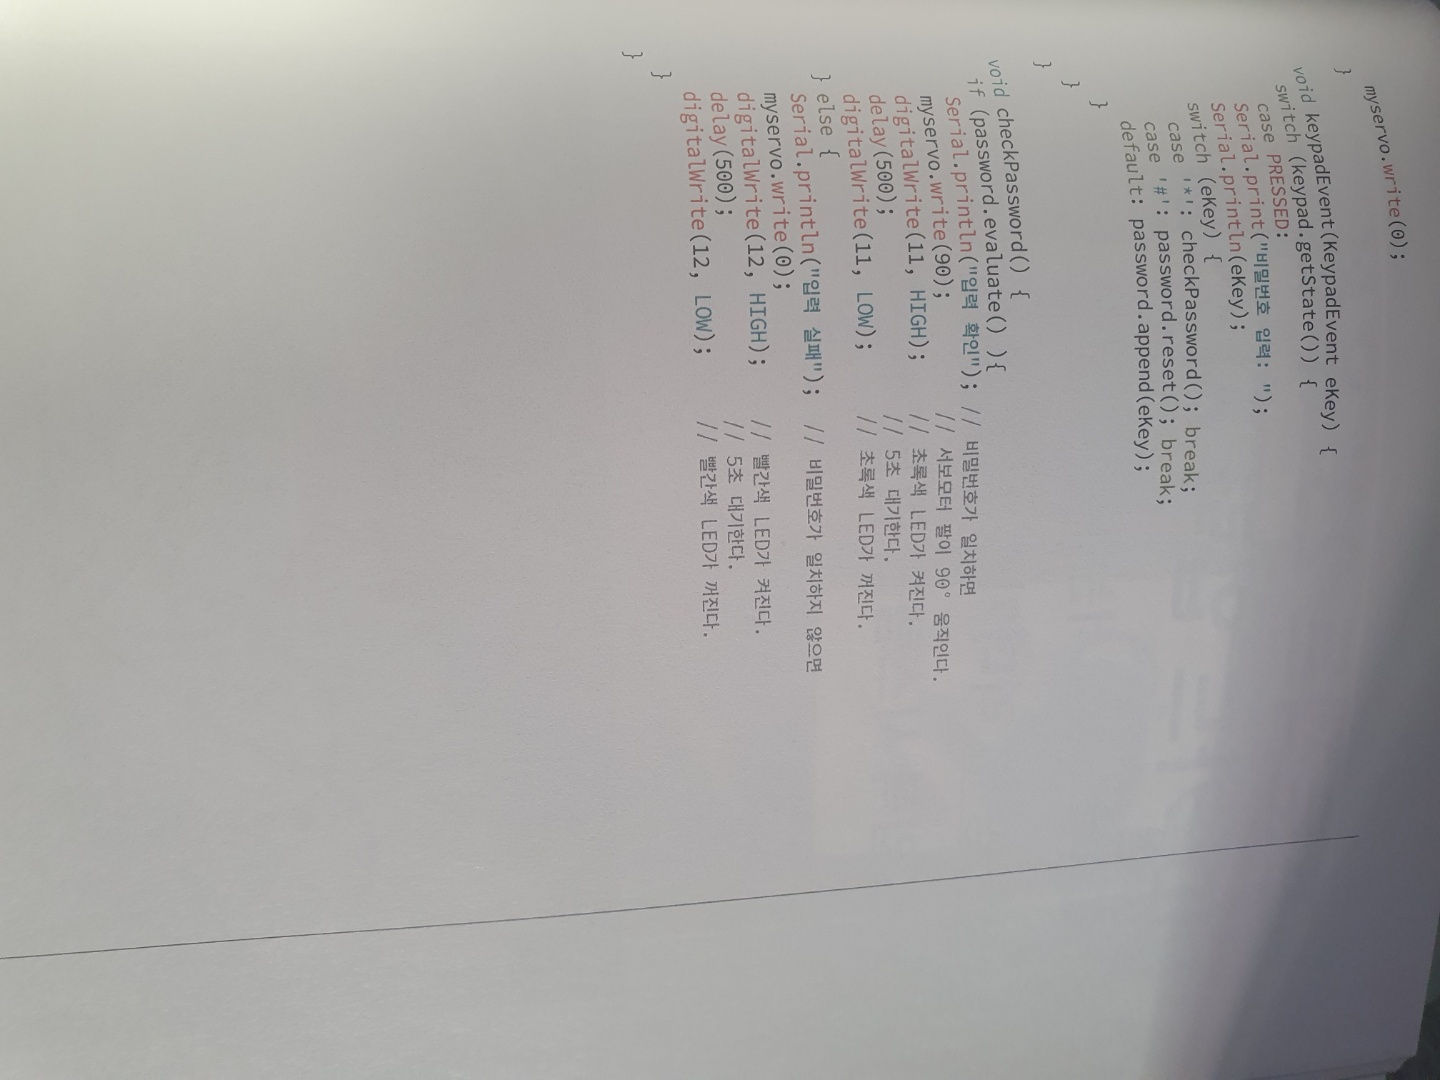 myservo.write(0);
}
void keypadEvent(KeypadEvent eKey) {
switch (keypad.getState()) {
case PRESSED:
Serial.print("비밀번호 입력: ");
Serial.println(eKey);
switch (eKey) {
case '*': checkPassword(); break;
case '#': password.reset(); break;
default: password.append(eKey);
}
}
}
void checkPassword() {
if (password.evaluate() ){
Serial.println("입력 확인"); // 비밀번호가 일치하면
myservo.write(90); // 서보모터 팔이 90° 움직인다.
digitalWrite(11, HIGH); // 초록색 LED가 켜진다.
delay(500); // 5초 대기한다.
digitalWrite(11, LOW); // 초록색 LED가 꺼진다.
} else {
Serial.println("입력 실패"); // 비밀번호가 일치하지 않으면
myservo.write(0);
digitalWrite(12, HIGH); // 빨간색 LED가 켜진다.
delay(500); // 5초 대기한다.
digitalWrite(12, LOW); // 빨간색 LED가 꺼진다.
}
}